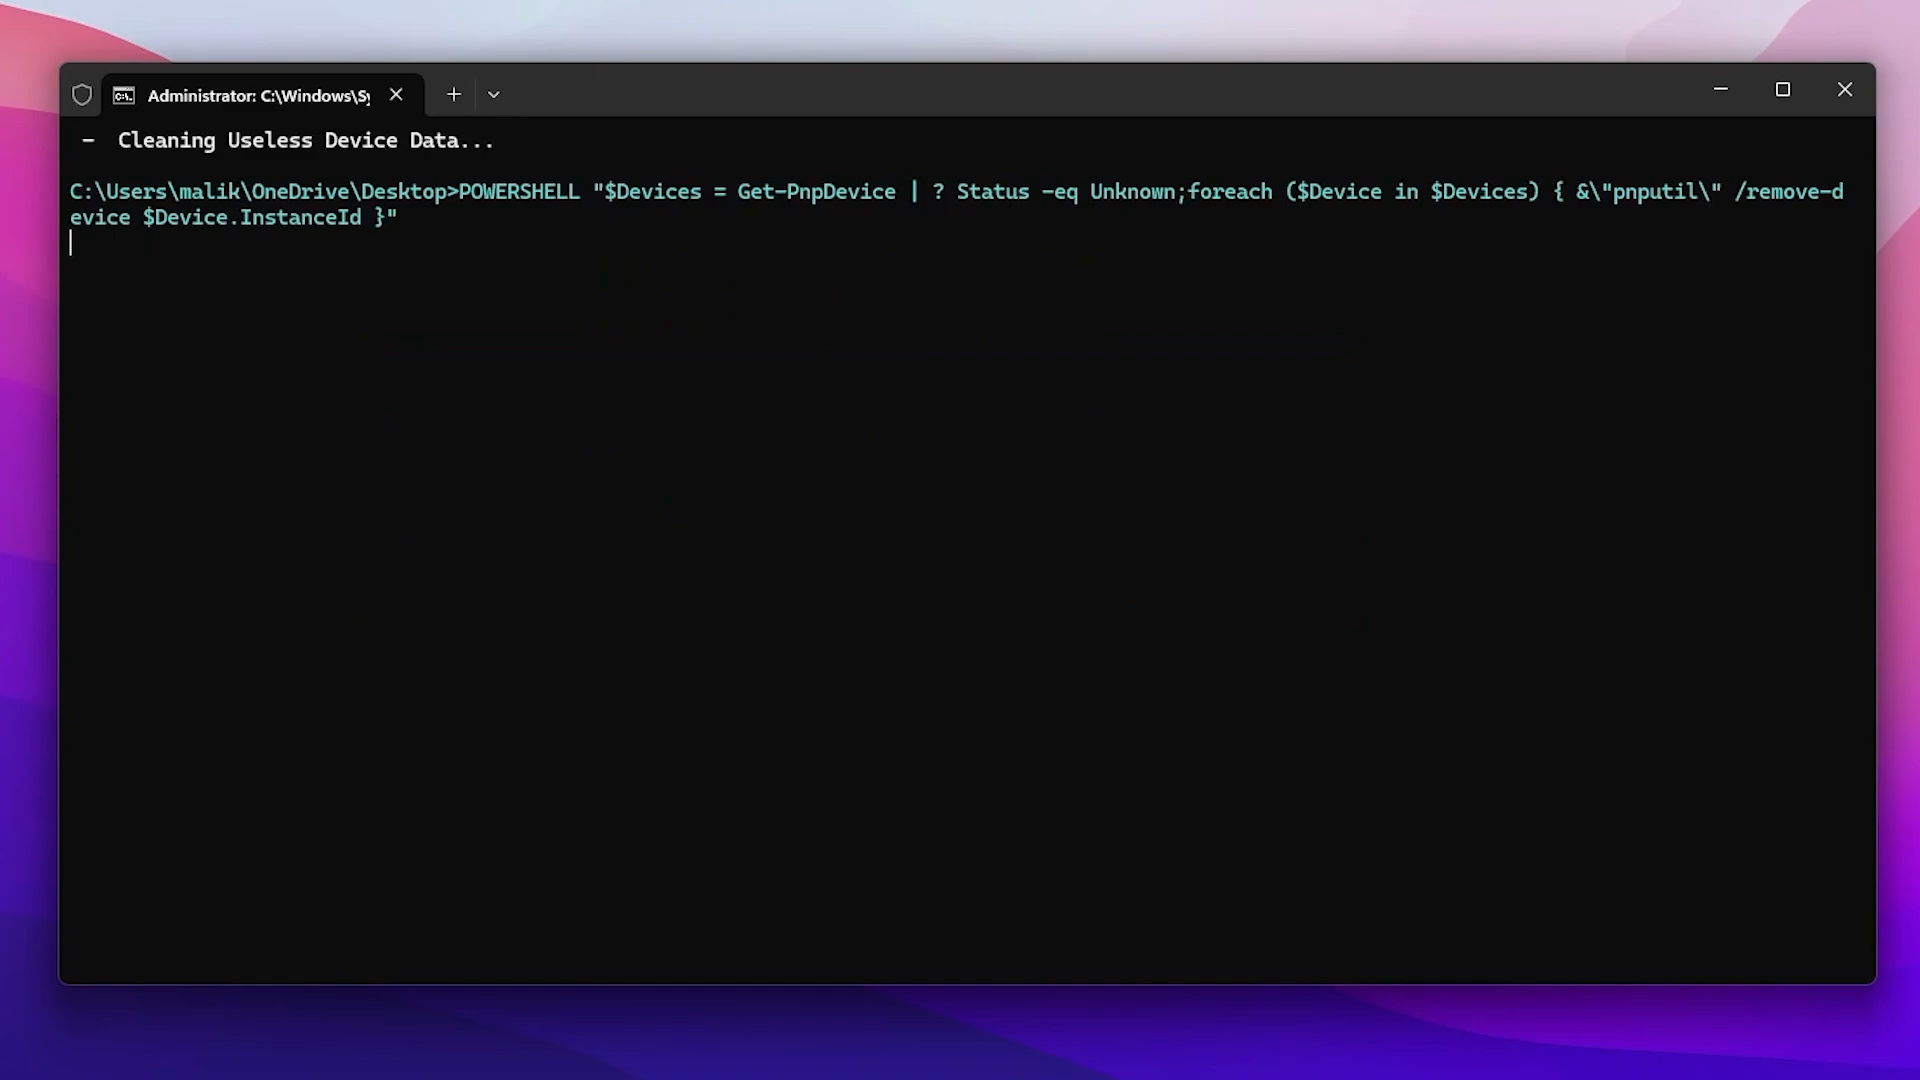 Administrator: C:\Windows\Sy
-  Cleaning Useless Device Data...
C:\Users\malik\OneDrive\Desktop>POWERSHELL "$Devices = Get-PnpDevice | ? Status -eq Unknown;foreach ($Device in $Devices) { &\"pnputil\" /remove-d
evice $Device.InstanceId }"